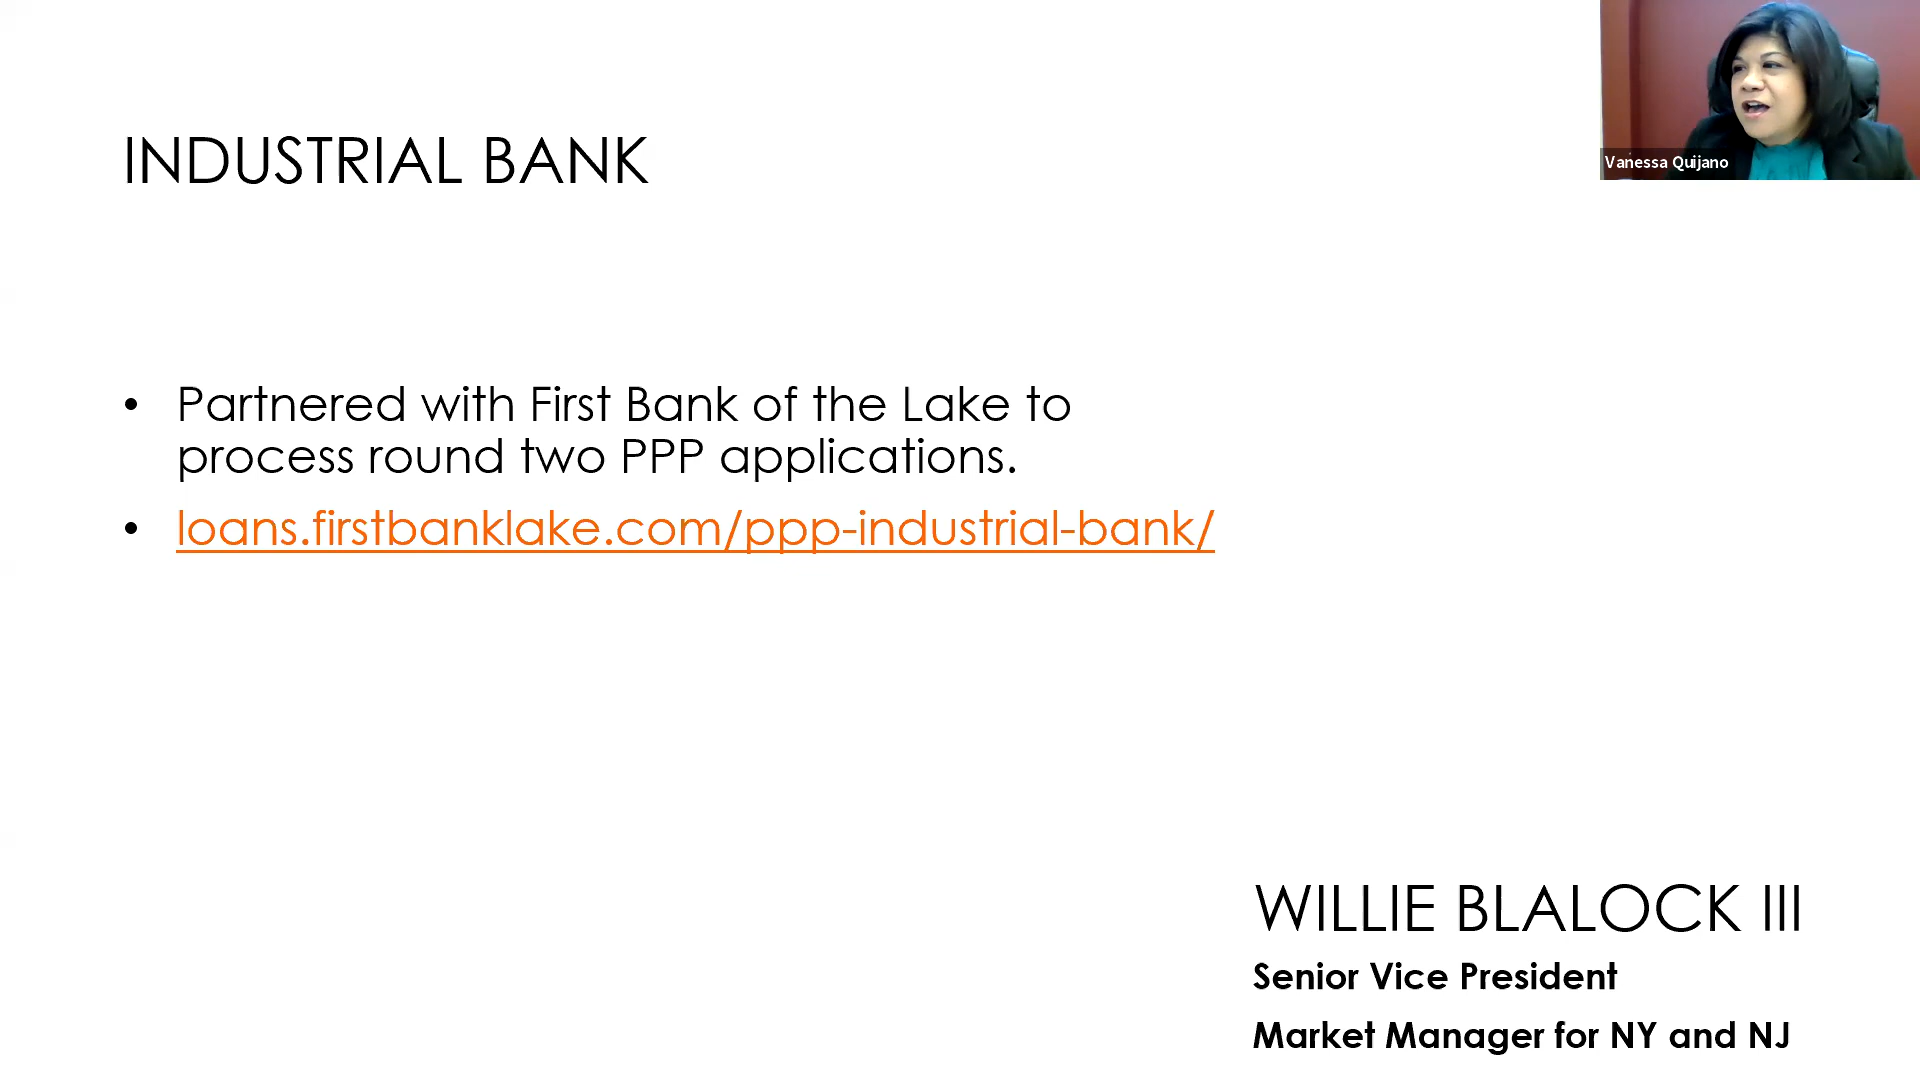 INDUSTRIAL BANK
Vanessa Quijano
• Partnered with First Bank of the Lake to
process round two PPP applications.
• loans.firstbanklake.com/ppp-industrial-bank/
WILLIE BLALOCK III
Senior Vice President
Market Manager for NY and NJ